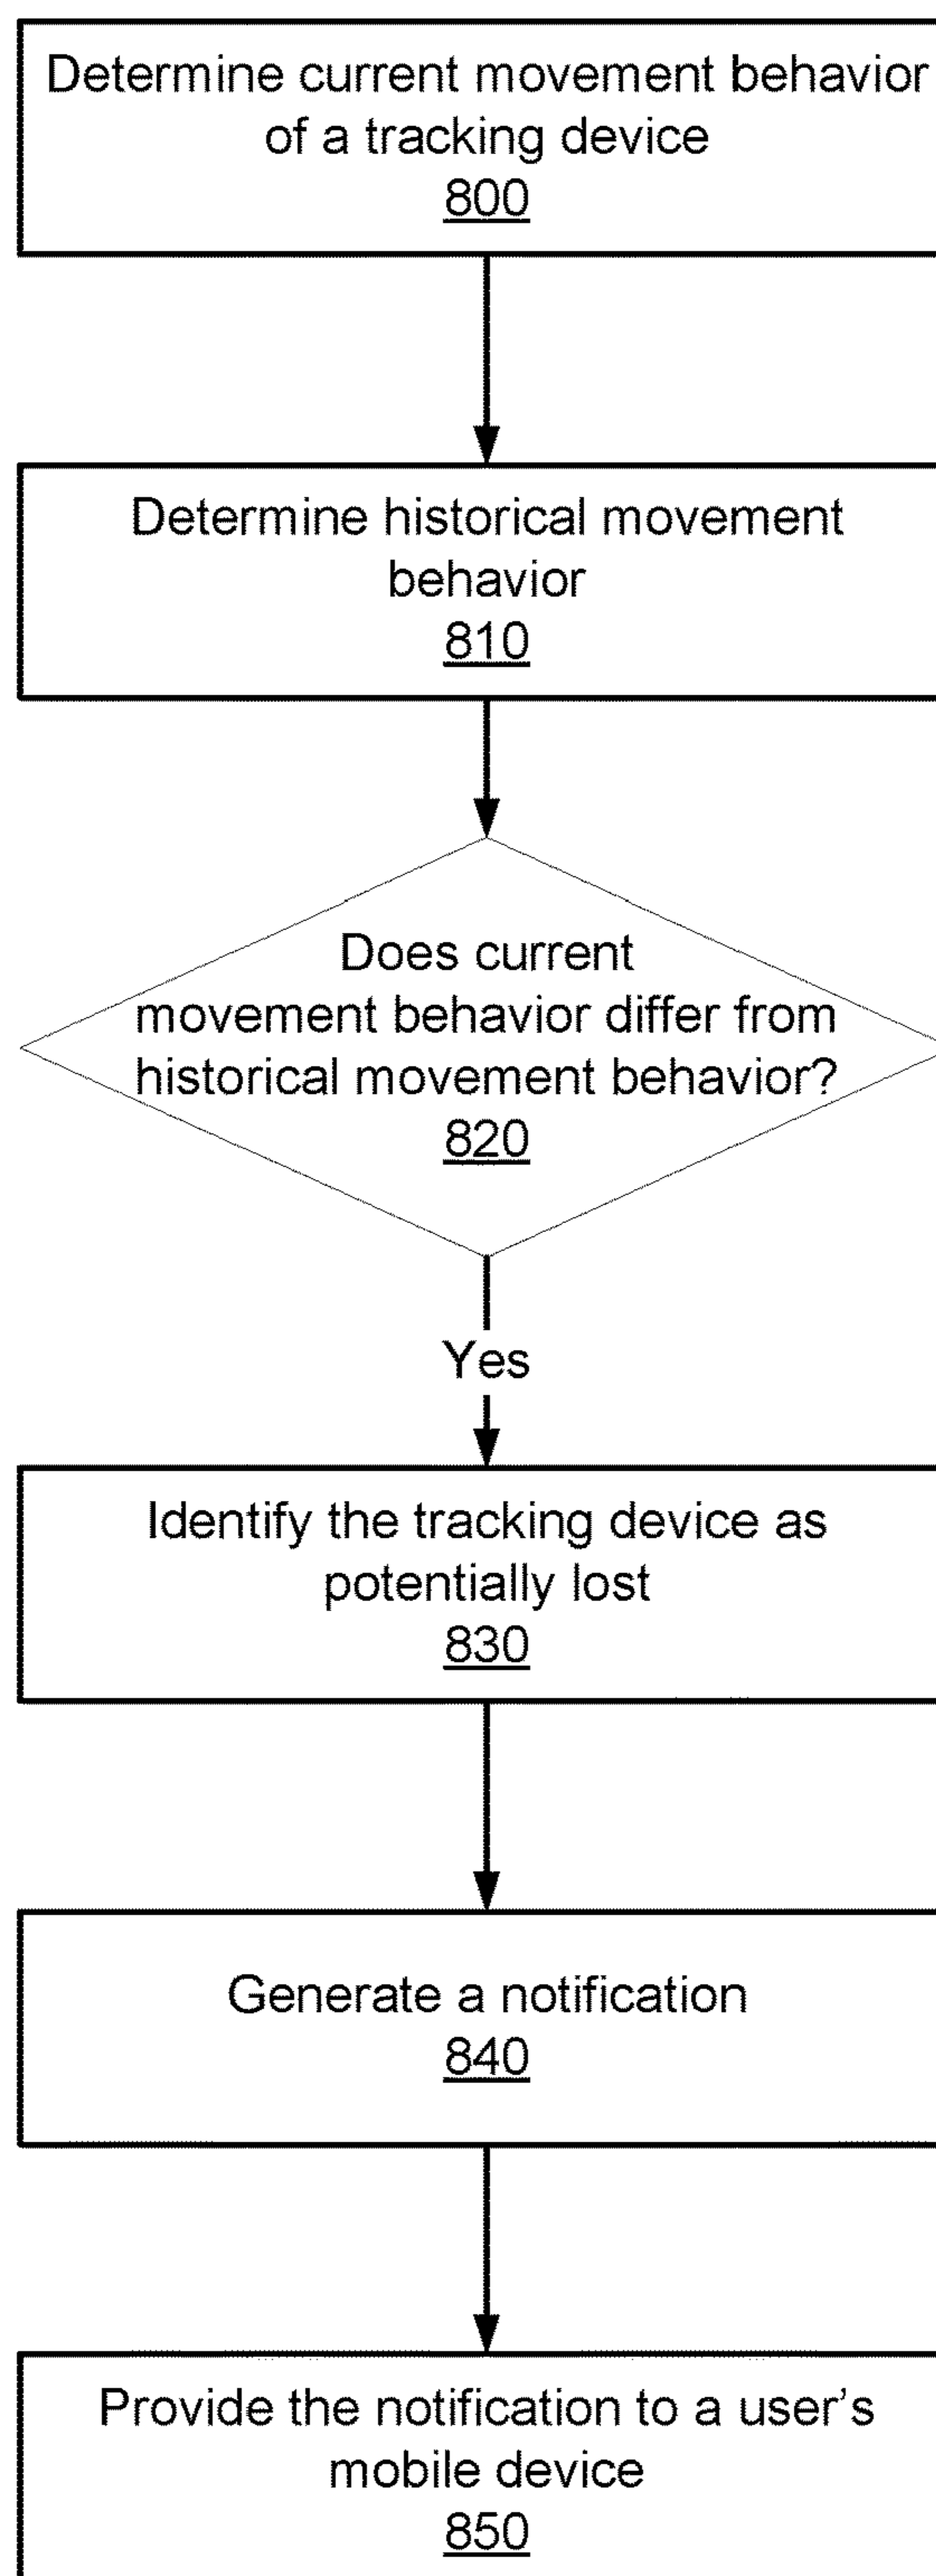 Determine current movement behavior
of a tracking device
800
Determine historical movement
behavior
810
Does current
movement behavior differ from
historical movement behavior?
820
Yes
Identify the tracking device as
potentially lost
830
Generate a notification
840
Provide the notification to a user's
mobile device
850